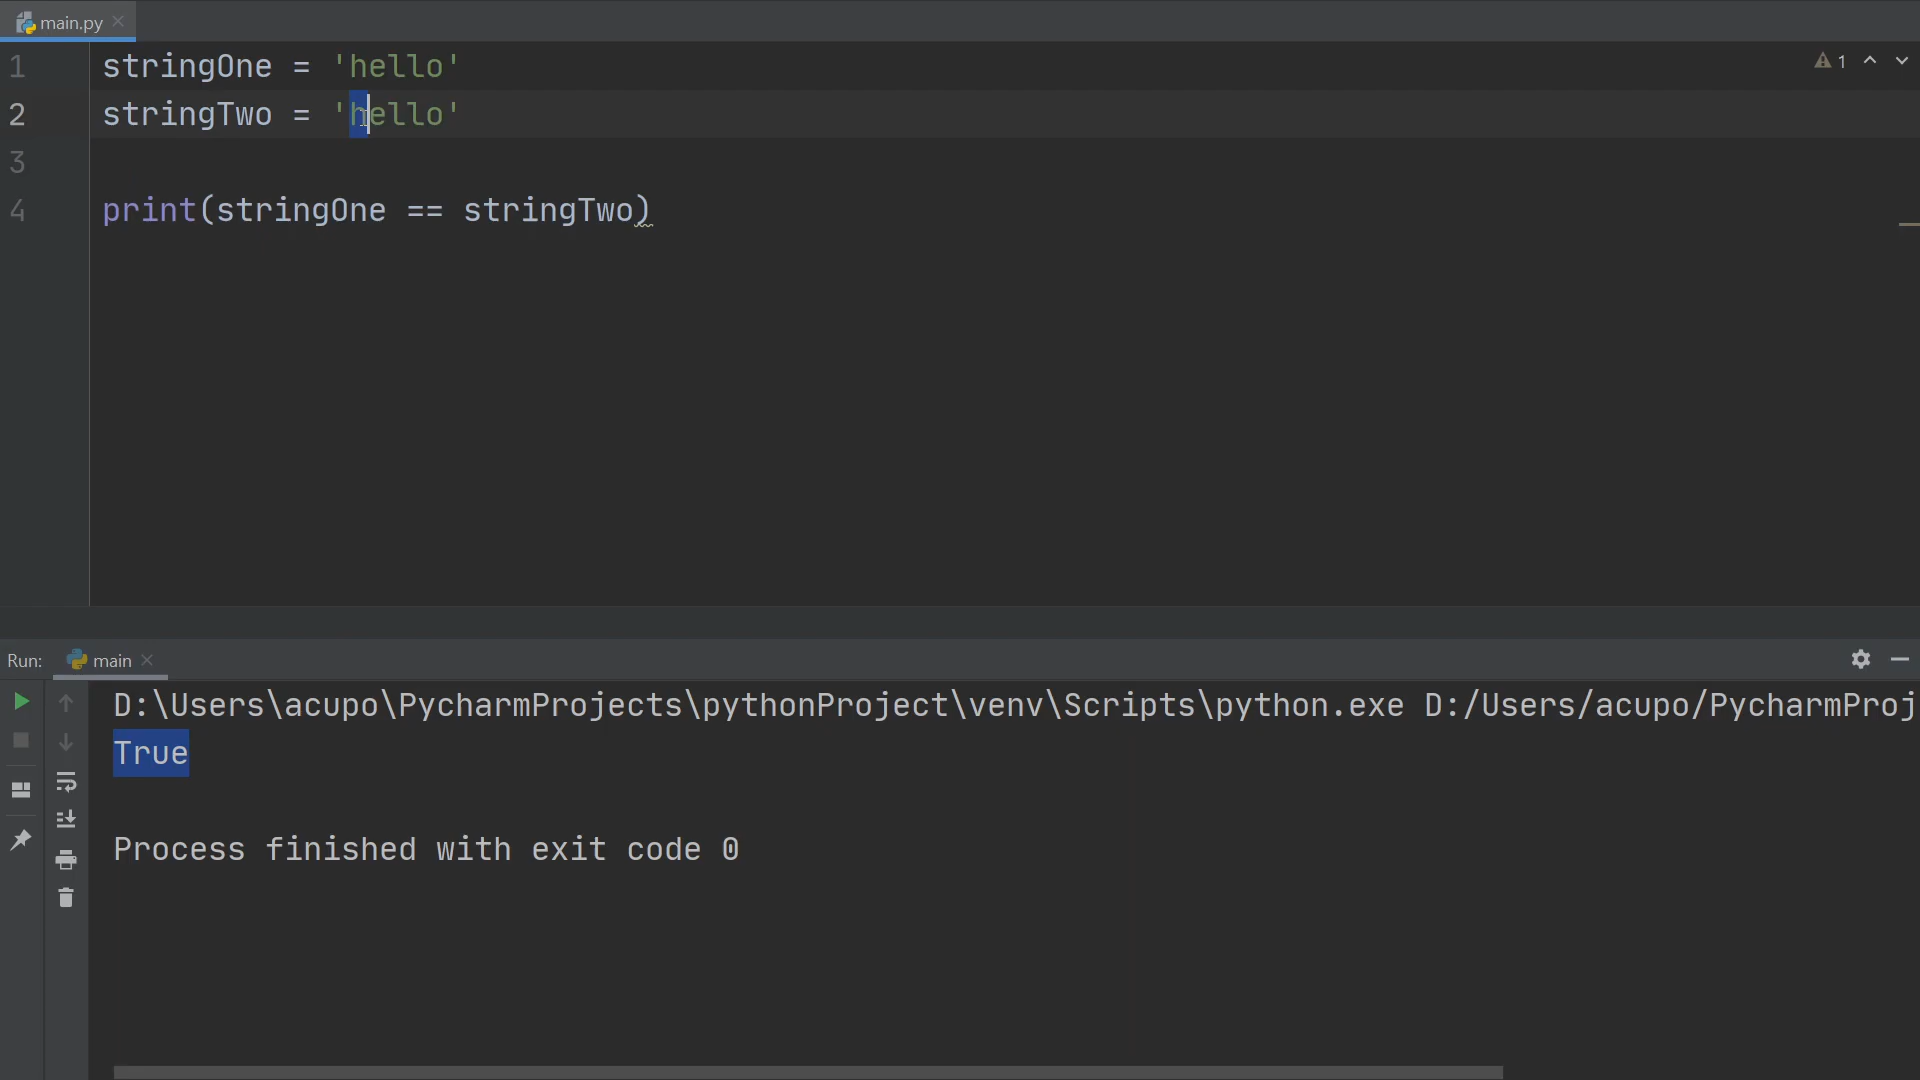 main.py
1
1 stringOne = 'hello'
2 stringTwo = 'hello'
3
4 print(stringOne == stringTwo)
Run: main
D:\Users\acupo\PycharmProjects\pythonProject\venv\Scripts\python.exe D:/Users/acupo/PycharmProj
True
Process finished with exit code 0